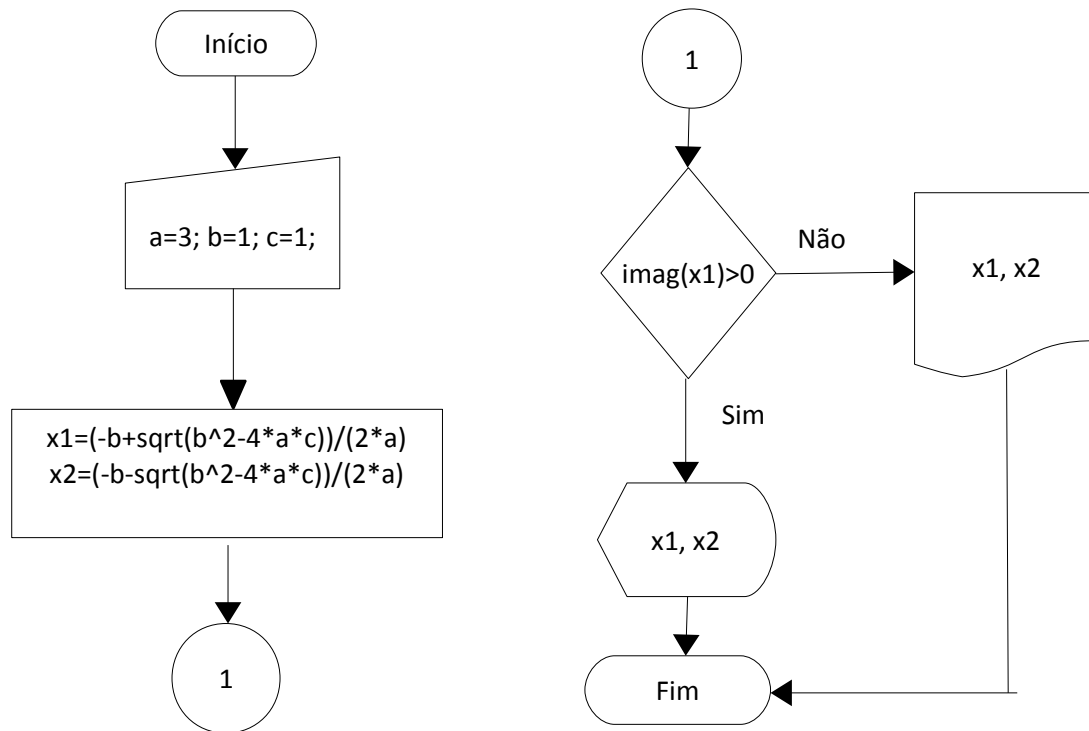 Início
a=3; b=1; c=1;
x1=(-b+sqrt(b^2-4*a*c))/(2*a)
x2=(-b-sqrt(b^2-4*a*c))/(2*a)
1
1
imag(x1)>0
Não
x1, x2
Sim
x1, x2
Fim